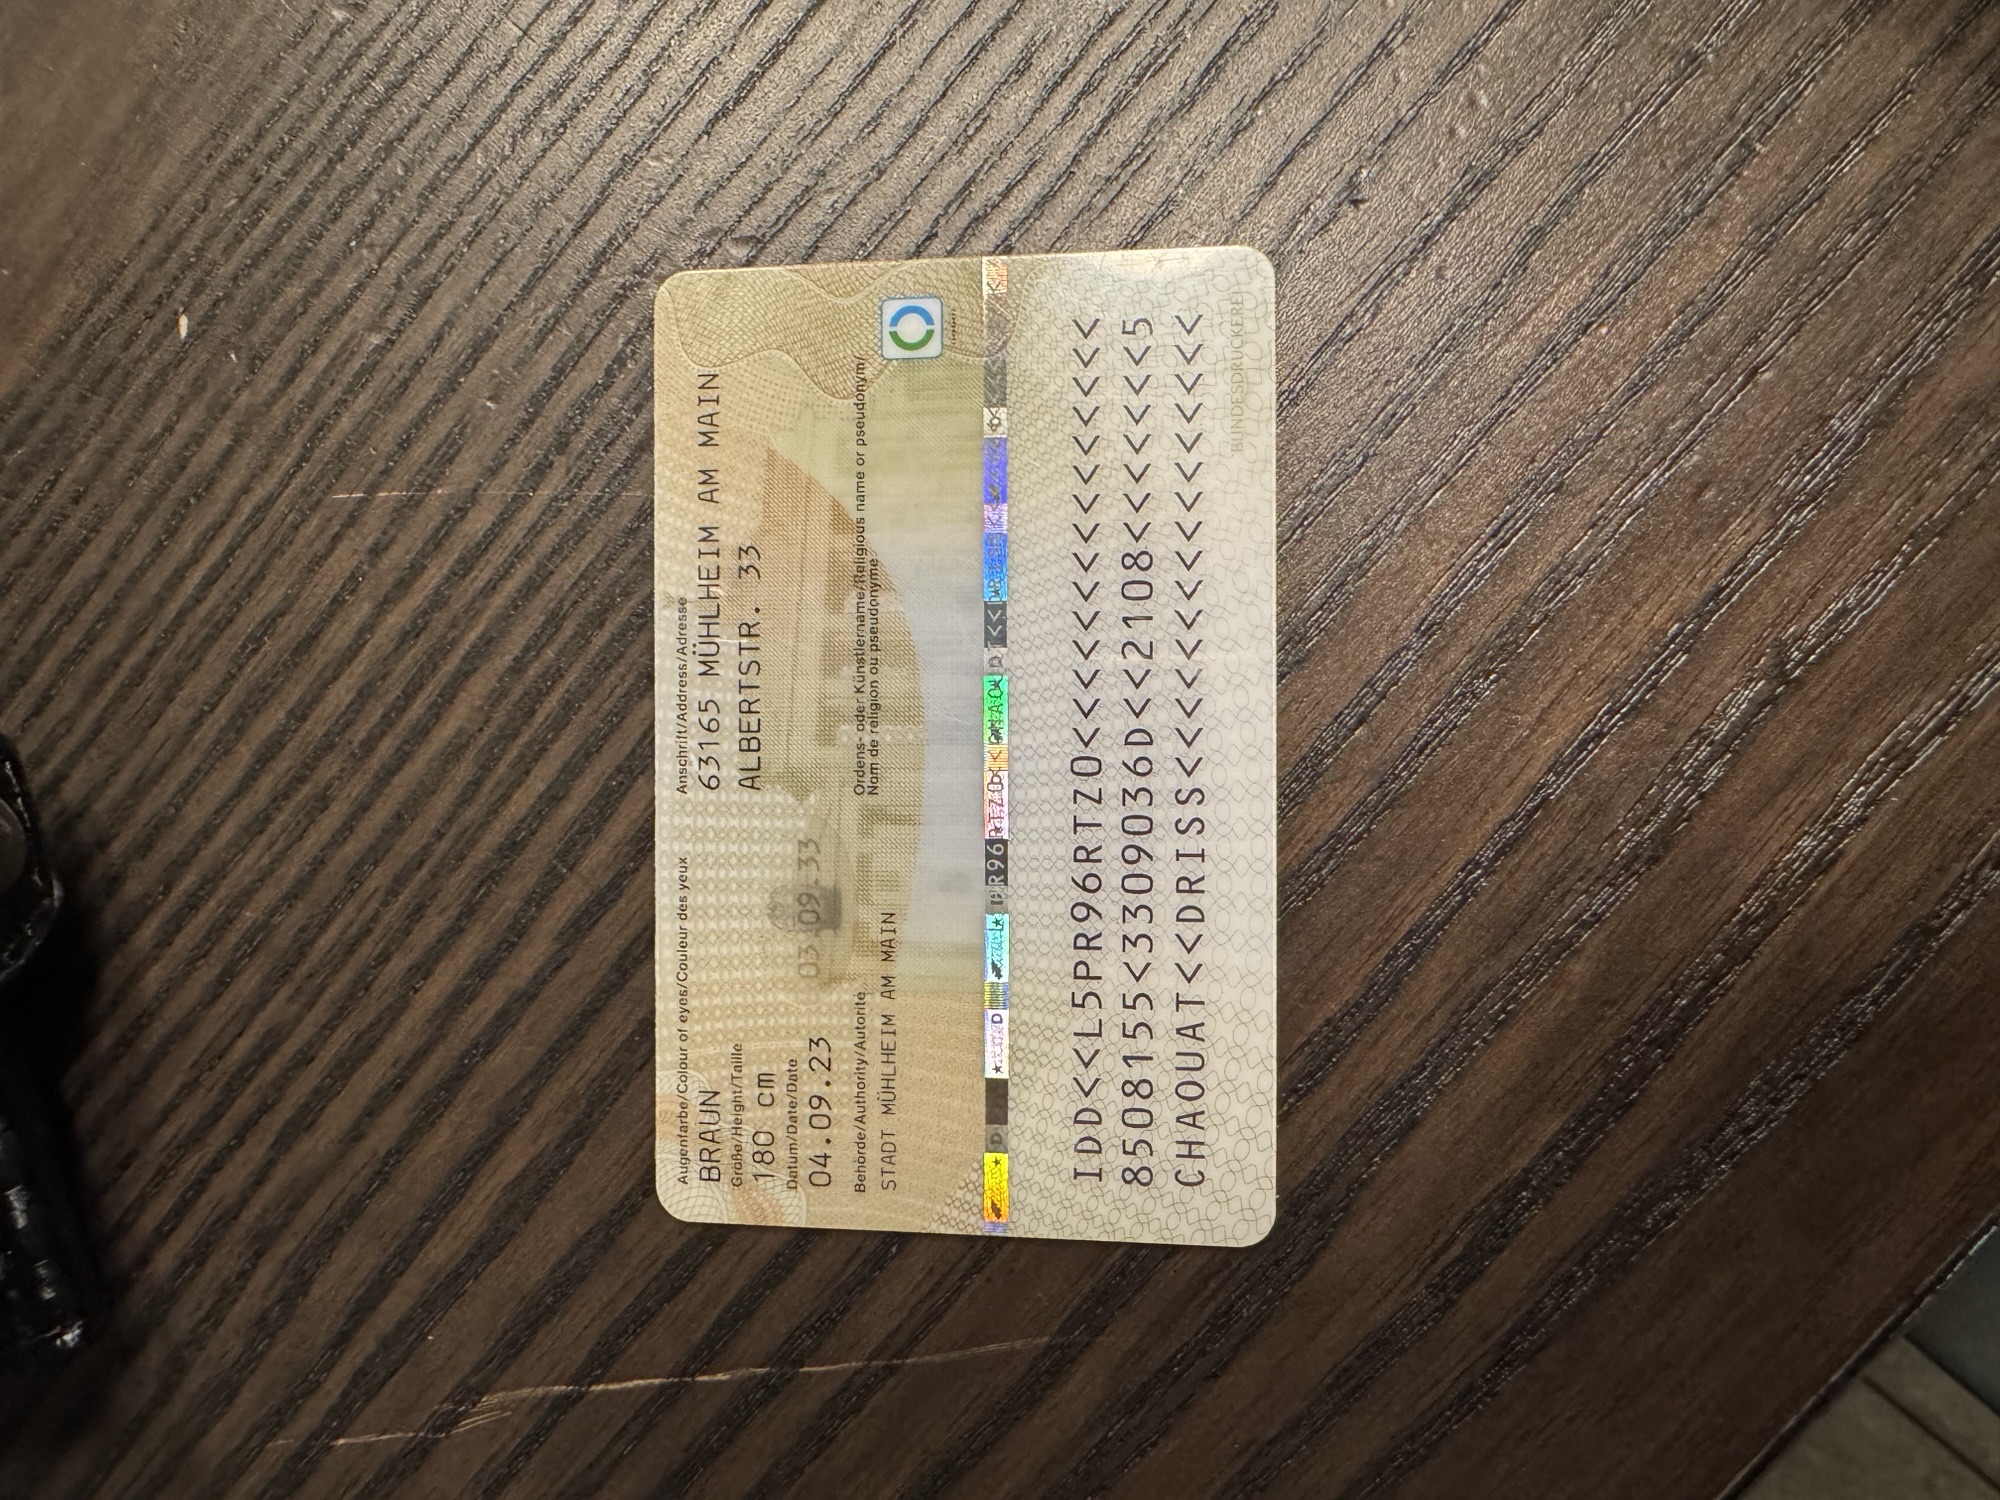 Augenfarbe/Colour of eyes/Couleur des yeux
BRAUN
Größe/Height/Taille
180 cm
Datum/Date/Date
04.09.23
03.09.33
Behörde/Authority/Autorité
STADT MÜHLHEIM AM MAIN
Anschrift/Address/Adresse
63165 MÜHLHEIM AM MAIN
ALBERTSTR. 33
Ordens- oder Künstlername/Religious name or pseudonym/
Nom de religion ou pseudonyme
IDD<<L5PR96RTZ0<<<<<<<<<<<<<<<
8508155<3309036D<<2108<<<<<<<5
CHAOUAT<<DRISS<<<<<<<<<<<<<<<<
BUNDESDRUCKEREI